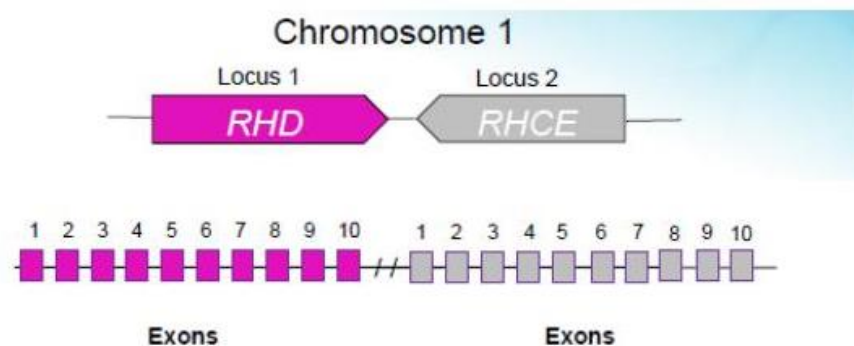 Chromosome 1
Locus 1 Locus 2
RHD RHCE
1 2 3 4 5 6 7 8 9 10 1 2 3 4 5 6 7 8 9 10
Exons Exons